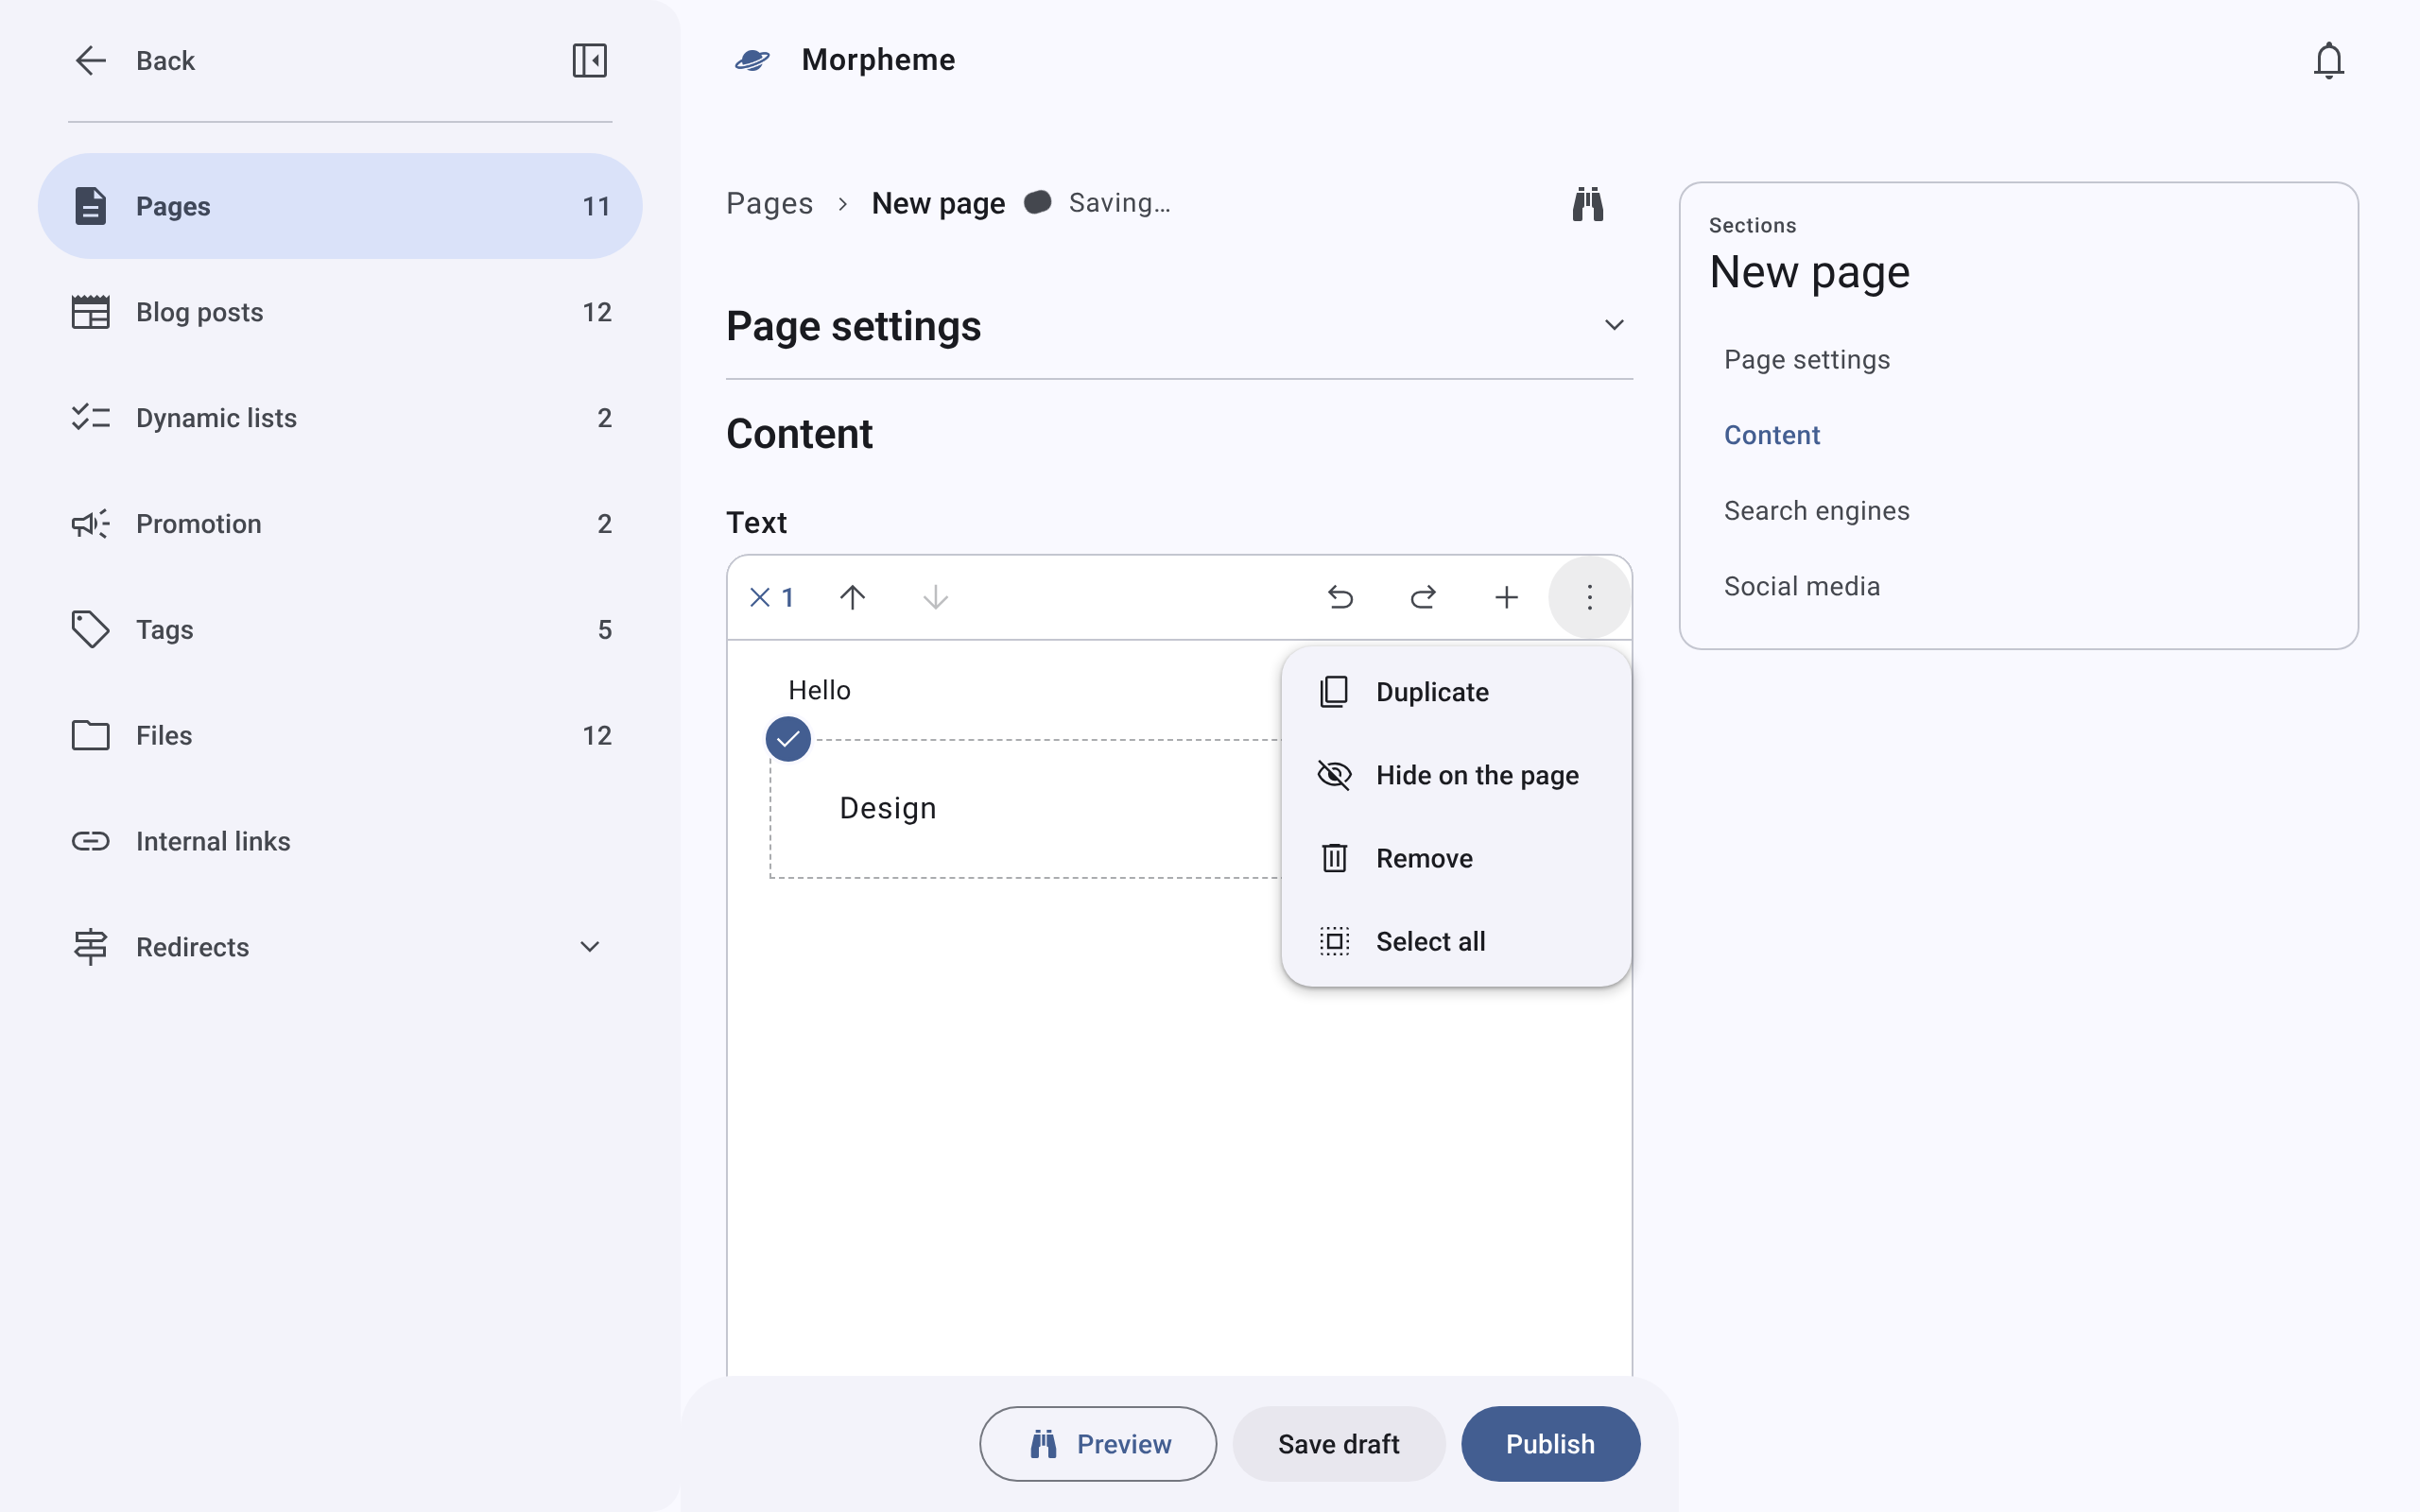 Back
Pages 11
Blog posts 12
Dynamic lists 2
Promotion 2
Tags 5
Files 12
Internal links
Redirects
Morpheme
Pages › New page Saving…
Page settings
Content
Text
1
Hello
Design
Duplicate
Hide on the page
Remove
Select all
Preview
Save draft
Publish
Sections
New page
Page settings
Content
Search engines
Social media